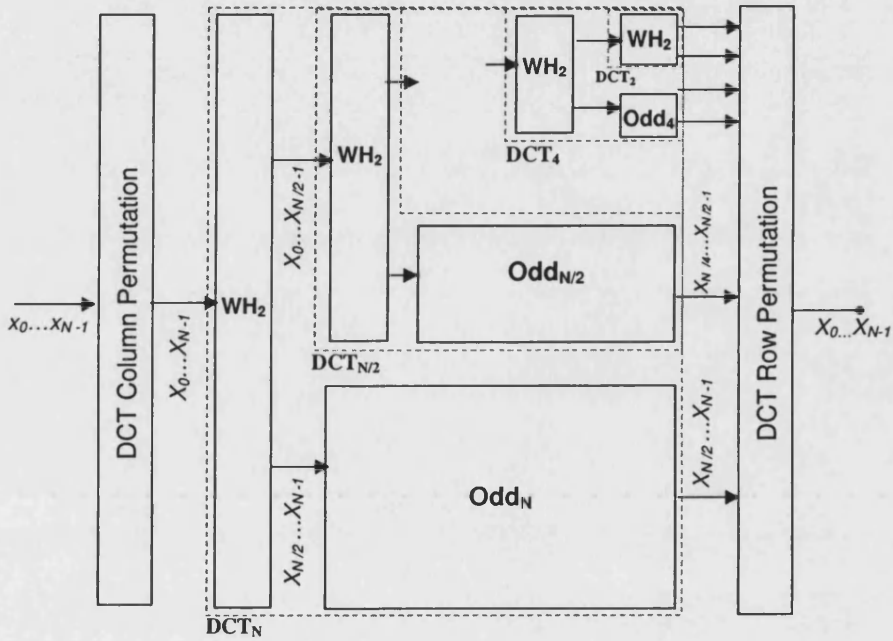 x0...xN-1
DCT Column Permutation
X0...XN-1
WH2
DCTN
X0...XN/2-1
XN/2...XN-1
WH2
DCTN/2
WH2
DCT4
WH2
DCT2
Odd4
OddN/2
OddN
XN/4...XN/2-1
XN/2...XN-1
DCT Row Permutation
X0...XN-1